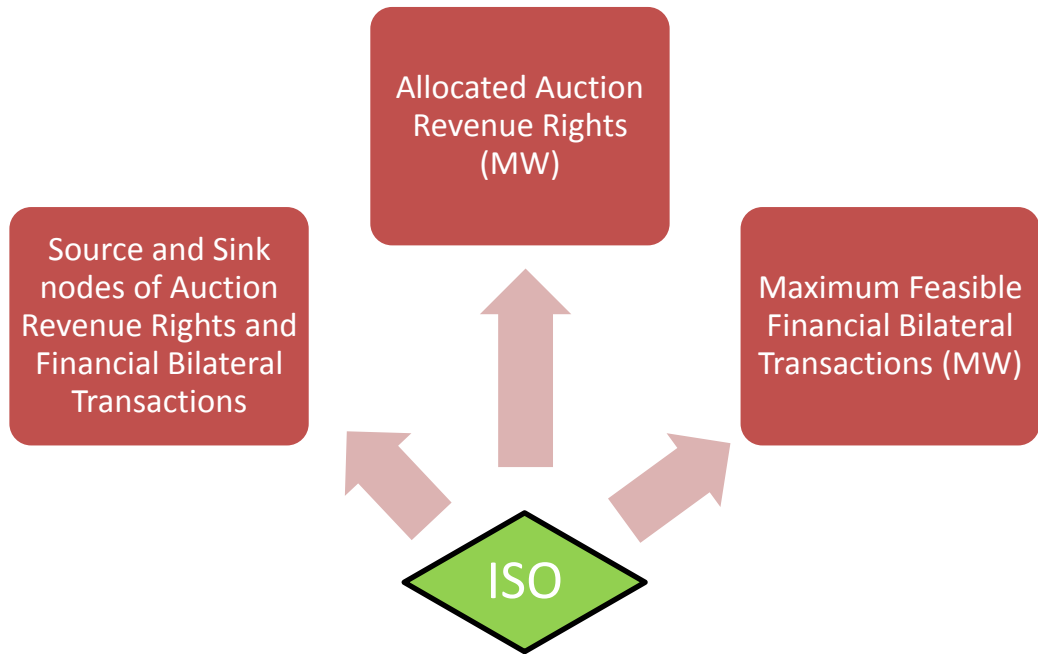 Allocated Auction
Revenue Rights
(MW)
Source and Sink
nodes of Auction
Revenue Rights and
Financial Bilateral
Transactions
Maximum Feasible
Financial Bilateral
Transactions (MW)
ISO